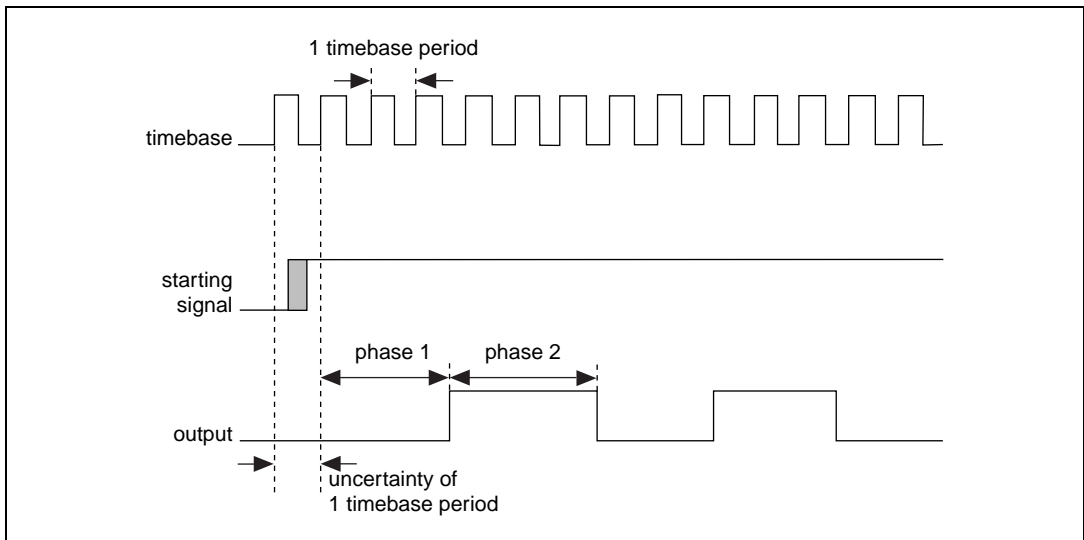 1 timebase period
timebase
starting
signal
phase 1
phase 2
output
uncertainty of
1 timebase period